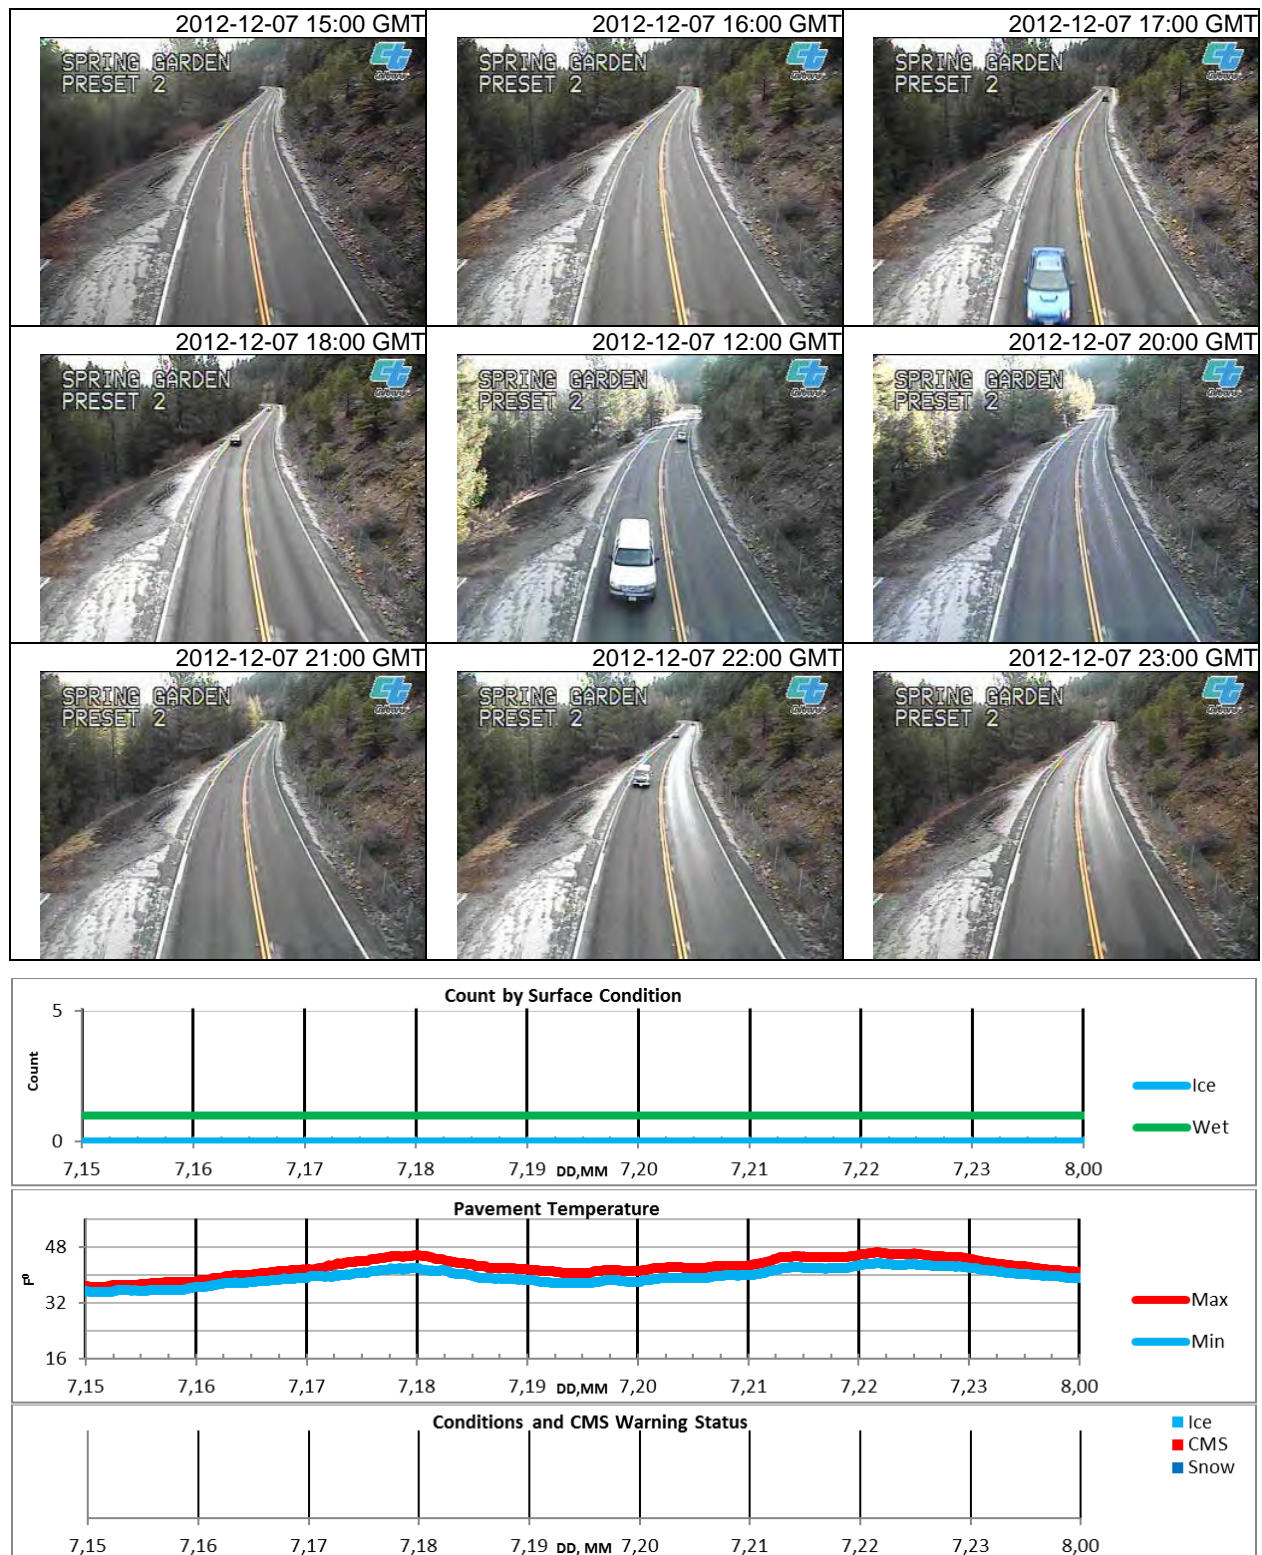 2012-12-07 15:00 GMT
SPRING GARDEN
PRESET 2
2012-12-07 16:00 GMT
SPRING GARDEN
PRESET 2
2012-12-07 17:00 GMT
SPRING GARDEN
PRESET 2
2012-12-07 18:00 GMT
SPRING GARDEN
PRESET 2
2012-12-07 12:00 GMT
SPRING GARDEN
PRESET 2
2012-12-07 20:00 GMT
SPRING GARDEN
PRESET 2
2012-12-07 21:00 GMT
SPRING GARDEN
PRESET 2
2012-12-07 22:00 GMT
SPRING GARDEN
PRESET 2
2012-12-07 23:00 GMT
SPRING GARDEN
PRESET 2
Count by Surface Condition
5
Count
0
Ice
Wet
7,15 7,16 7,17 7,18 7,19 DD,MM 7,20 7,21 7,22 7,23 8,00
Pavement Temperature
48
F⁰
32
16
Max
Min
7,15 7,16 7,17 7,18 7,19 DD,MM 7,20 7,21 7,22 7,23 8,00
Conditions and CMS Warning Status
Ice
CMS
Snow
7,15 7,16 7,17 7,18 7,19 DD, MM 7,20 7,21 7,22 7,23 8,00